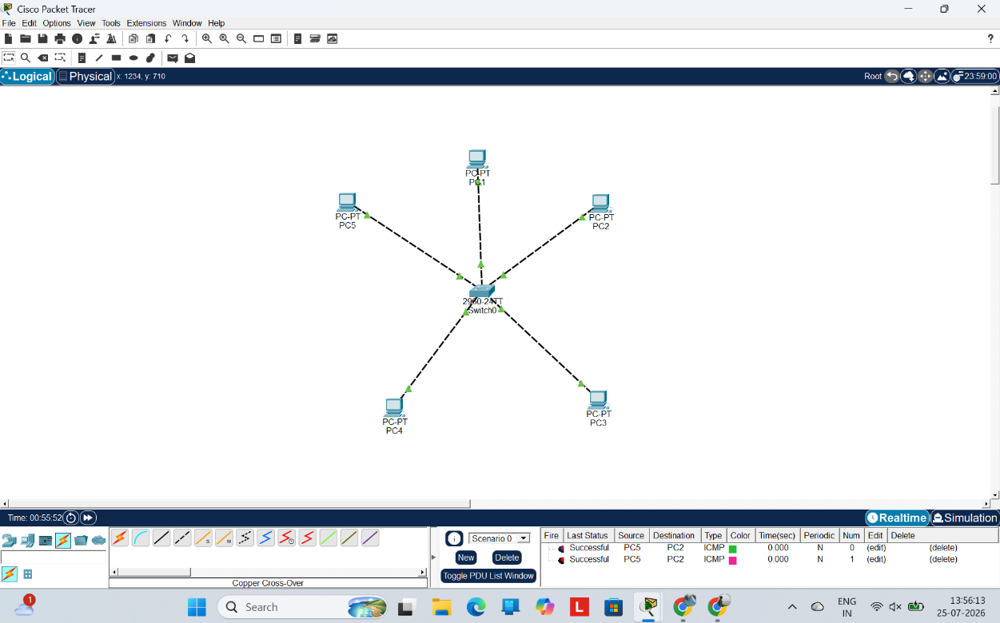 Cisco Packet Tracer
File Edit Options View Tools Extensions Window Help
?
Logical Physical x: 1234, y: 710 Root 23:59:00
PC-PT
PC1
PC-PT
PC5
PC-PT
PC2
2960-24TT
Switch0
PC-PT
PC4
PC-PT
PC3
Time: 00:55:52 Realtime Simulation
S M
Scenario 0
New Delete
Toggle PDU List Window
Copper Cross-Over
Fire Last Status Source Destination Type Color Time(sec) Periodic Num Edit Delete
Successful PC5 PC2 ICMP 0.000 N 0 (edit) (delete)
Successful PC5 PC2 ICMP 0.000 N 1 (edit) (delete)
1
Search
L
ENG
IN
13:56:13
25-07-2026